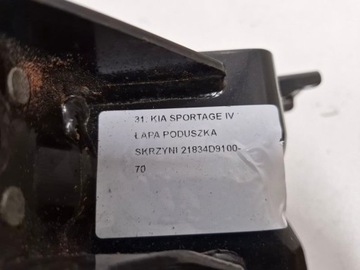 31. KIA SPORTAGE IV
ŁAPA PODUSZKA
SKRZYNI 21834D9100-
70